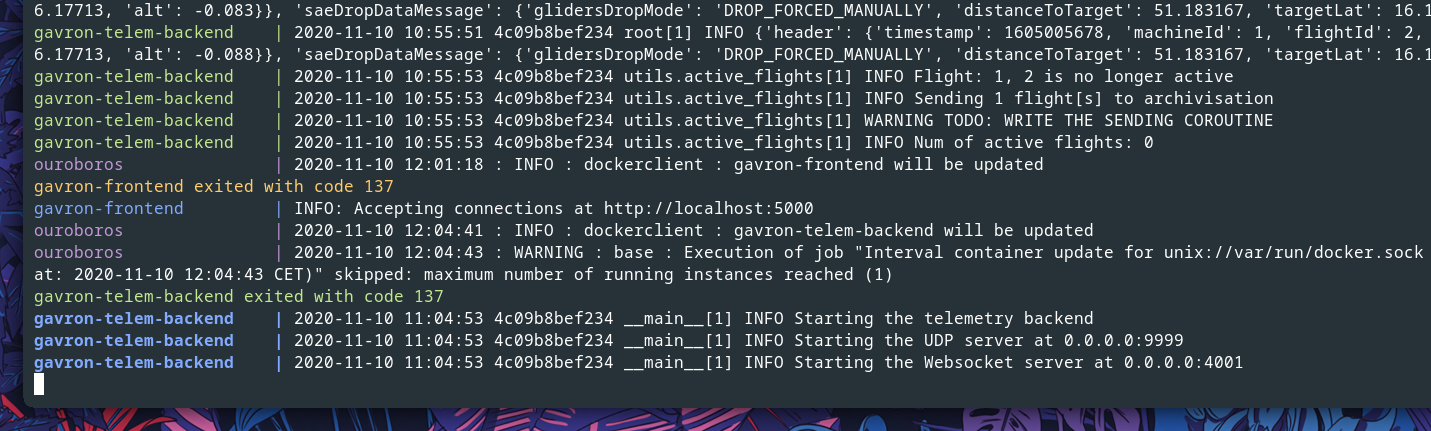 6.17713, 'alt': -0.083}}, 'saeDropDataMessage': {'glidersDropMode': 'DROP_FORCED_MANUALLY', 'distanceToTarget': 51.183167, 'targetLat': 16.1
gavron-telem-backend    | 2020-11-10 10:55:51 4c09b8bef234 root[1] INFO {'header': {'timestamp': 1605005678, 'machineId': 1, 'flightId': 2,
6.17713, 'alt': -0.088}}, 'saeDropDataMessage': {'glidersDropMode': 'DROP_FORCED_MANUALLY', 'distanceToTarget': 51.183167, 'targetLat': 16.1
gavron-telem-backend    | 2020-11-10 10:55:53 4c09b8bef234 utils.active_flights[1] INFO Flight: 1, 2 is no longer active
gavron-telem-backend    | 2020-11-10 10:55:53 4c09b8bef234 utils.active_flights[1] INFO Sending 1 flight[s] to archivisation
gavron-telem-backend    | 2020-11-10 10:55:53 4c09b8bef234 utils.active_flights[1] WARNING TODO: WRITE THE SENDING COROUTINE
gavron-telem-backend    | 2020-11-10 10:55:53 4c09b8bef234 utils.active_flights[1] INFO Num of active flights: 0
ouroboros               | 2020-11-10 12:01:18 : INFO : dockerclient : gavron-frontend will be updated
gavron-frontend exited with code 137
gavron-frontend         | INFO: Accepting connections at http://localhost:5000
ouroboros               | 2020-11-10 12:04:41 : INFO : dockerclient : gavron-telem-backend will be updated
ouroboros               | 2020-11-10 12:04:43 : WARNING : base : Execution of job "Interval container update for unix://var/run/docker.sock
at: 2020-11-10 12:04:43 CET)" skipped: maximum number of running instances reached (1)
gavron-telem-backend exited with code 137
gavron-telem-backend    | 2020-11-10 11:04:53 4c09b8bef234 __main__[1] INFO Starting the telemetry backend
gavron-telem-backend    | 2020-11-10 11:04:53 4c09b8bef234 __main__[1] INFO Starting the UDP server at 0.0.0.0:9999
gavron-telem-backend    | 2020-11-10 11:04:53 4c09b8bef234 __main__[1] INFO Starting the Websocket server at 0.0.0.0:4001